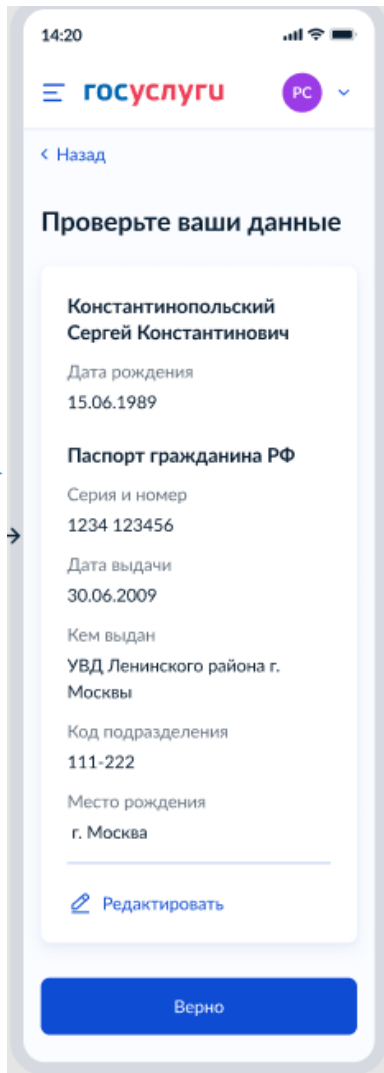 14:20
госуслуги
РС
Назад
Проверьте ваши данные
Константинопольский
Сергей Константинович
Дата рождения
15.06.1989
Паспорт гражданина РФ
Серия и номер
1234 123456
Дата выдачи
30.06.2009
Кем выдан
УВД Ленинского района г.
Москвы
Код подразделения
111-222
Место рождения
г. Москва
Редактировать
Верно